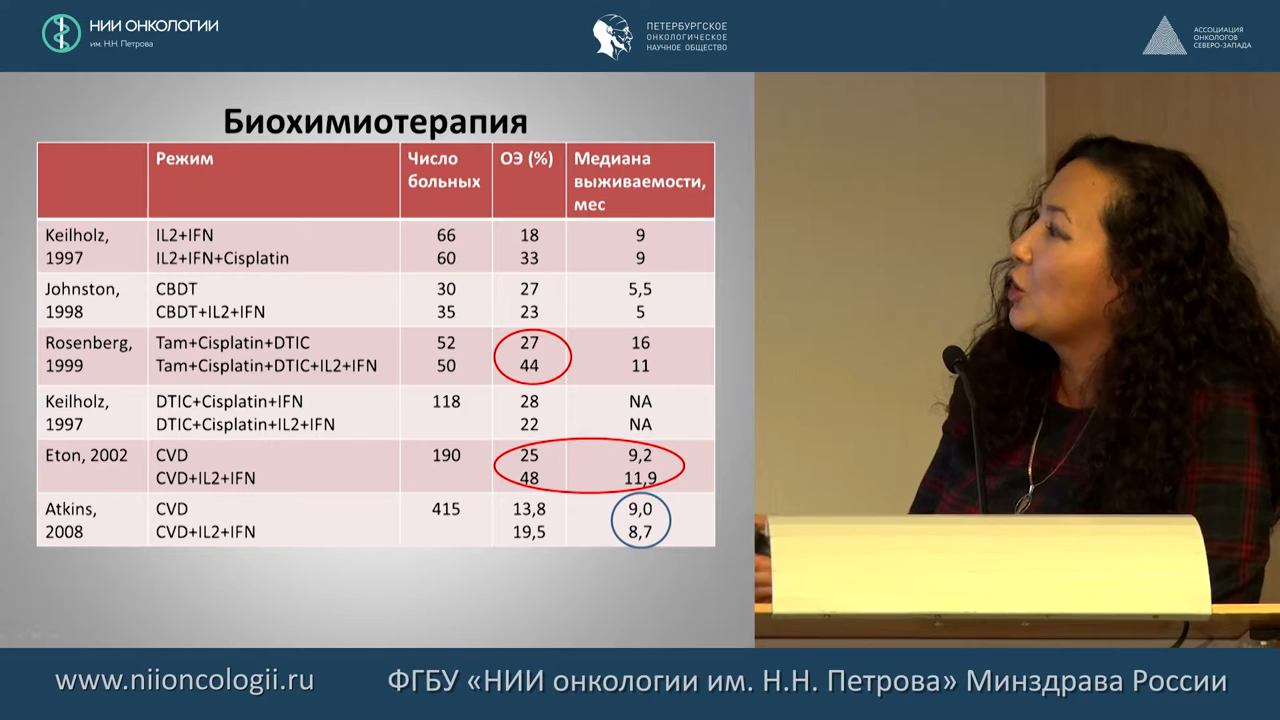 НИИ ОНКОЛОГИИ
им. Н.Н. Петрова
ПЕТЕРБУРГСКОЕ
ОНКОЛОГИЧЕСКОЕ
НАУЧНОЕ ОБЩЕСТВО
АССОЦИАЦИЯ
ОНКОЛОГОВ
СЕВЕРО-ЗАПАДА
Биохимиотерапия
Режим
Число больных
ОЭ (%)
Медиана выживаемости, мес
Keilholz, 1997
IL2+IFN 66 18 9
IL2+IFN+Cisplatin 60 33 9
Johnston, 1998
CBDT 30 27 5,5
CBDT+IL2+IFN 35 23 5
Rosenberg, 1999
Tam+Cisplatin+DTIC 52 27 16
Tam+Cisplatin+DTIC+IL2+IFN 50 44 11
Keilholz, 1997
DTIC+Cisplatin+IFN 118 28 NA
DTIC+Cisplatin+IL2+IFN 22 NA
Eton, 2002
CVD 190 25 9,2
CVD+IL2+IFN 48 11,9
Atkins, 2008
CVD 415 13,8 9,0
CVD+IL2+IFN 19,5 8,7
www.niioncologii.ru
ФГБУ «НИИ онкологии им. Н.Н. Петрова» Минздрава России